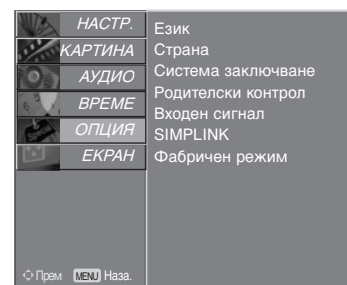 НАСТР.
КАРТИНА
АУДИО
ВРЕМЕ
ОПЦИЯ
ЕКРАН
Език
Страна
Система заключване
Родителски контрол
Входен сигнал
SIMPLINK
Фабричен режим
Прем MENU Наза.